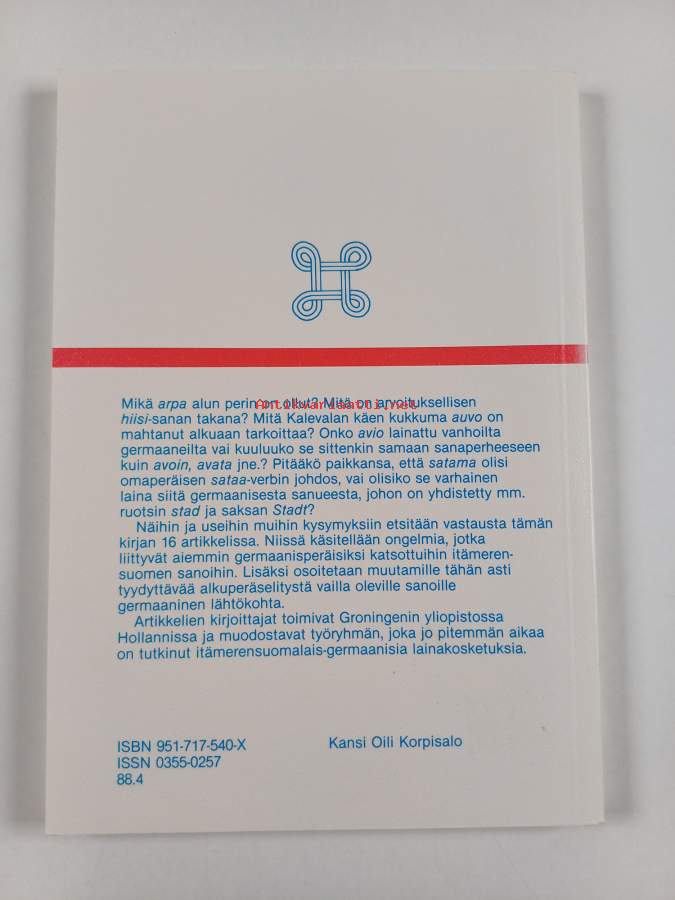 Mikä arpa alun perin on ollut? Mitä on arvoituksellisen
Antikvariaatti.net
hiisi-sanan takana? Mitä Kalevalan käen kukkuma auvo on
mahtanut alkuaan tarkoittaa? Onko avio lainattu vanhoilta
germaaneilta vai kuuluuko se sittenkin samaan sanaperheeseen
kuin avoin, avata jne.? Pitääkö paikkansa, että satama olisi
omaperäisen sataa-verbin johdos, vai olisiko se varhainen
laina siitä germaanisesta sanueesta, johon on yhdistetty mm.
ruotsin stad ja saksan Stadt?
Näihin ja useihin muihin kysymyksiin etsitään vastausta tämän
kirjan 16 artikkelissa. Niissä käsitellään ongelmia, jotka
liittyvät aiemmin germaanisperäisiksi katsottuihin itämeren-
suomen sanoihin. Lisäksi osoitetaan muutamille tähän asti
tyydyttävää alkuperäselitystä vailla oleville sanoille
germaaninen lähtökohta.
Artikkelien kirjoittajat toimivat Groningenin yliopistossa
Hollannissa ja muodostavat työryhmän, joka jo pitemmän aikaa
on tutkinut itämerensuomalais-germaanisia lainakosketuksia.
ISBN 951-717-540-X
Kansi Oili Korpisalo
ISSN 0355-0257
88.4